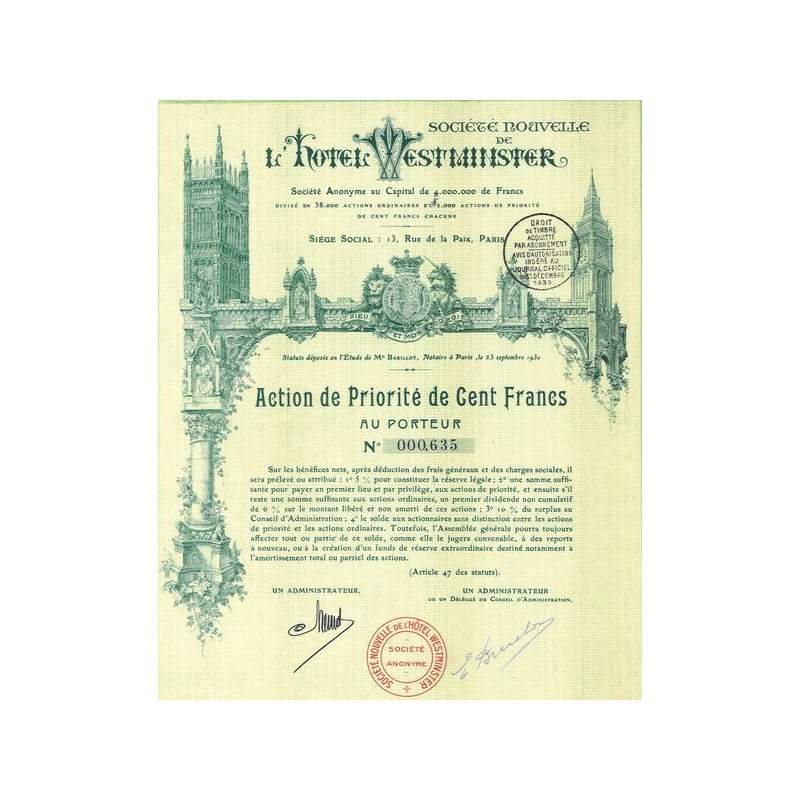 SOCIÉTÉ NOUVELLE
DE
L'HOTEL WESTMINSTER
Société Anonyme au Capital de 4.000.000 de Francs
DIVISÉ EN 38.000 ACTIONS ORDINAIRES ET 2.000 ACTIONS DE PRIORITÉ
DE CENT FRANCS CHACUNE
SIÉGE SOCIAL : 13, Rue de la Paix, PARIS
DROIT
DE TIMBRE
ACQUITTÉ
PAR ABONNEMENT
AVIS D'AUTORISATION
INSÉRÉ AU
JOURNAL OFFICIEL
DU 31 DÉCEMBRE
1930
DIEU ET MON DROIT
Statuts déposés en l'Étude de Me BARILLOT, Notaire à Paris, le 23 septembre 1930
Action de Priorité de Cent Francs
AU PORTEUR
No 000,635
Sur les bénéfices nets, après déduction des frais généraux et des charges sociales, il
sera prélevé ou attribué : 1o 5 % pour constituer la réserve légale; 2o une somme suffi-
sante pour payer en premier lieu et par privilège, aux actions de priorité, et ensuite s'il
reste une somme suffisante aux actions ordinaires, un premier dividende non cumulatif
de 6 % sur le montant libéré et non amorti de ces actions ; 3o 10 % du surplus au
Conseil d'Administration ; 4o le solde aux actionnaires sans distinction entre les actions
de priorité et les actions ordinaires. Toutefois, l'Assemblée générale pourra toujours
affecter tout ou partie de ce solde, comme elle le jugera convenable, à des reports
à nouveau, ou à la création d'un fonds de réserve extraordinaire destiné notamment à
l'amortissement total ou partiel des actions.
(Article 47 des statuts).
UN ADMINISTRATEUR,
UN ADMINISTRATEUR
OU UN DÉLÉGUÉ DU CONSEIL D'ADMINISTRATION,
SOCIÉTÉ NOUVELLE DE L'HÔTEL WESTMINSTER
SOCIÉTÉ
ANONYME